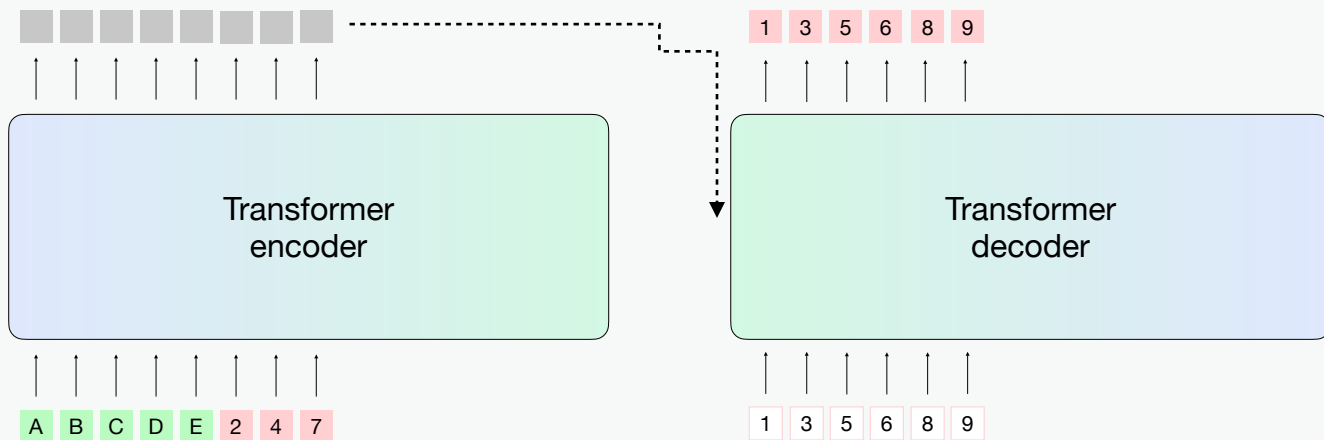 1 3 5 6 8 9
Transformer
encoder
Transformer
decoder
A B C D E 2 4 7
1 3 5 6 8 9